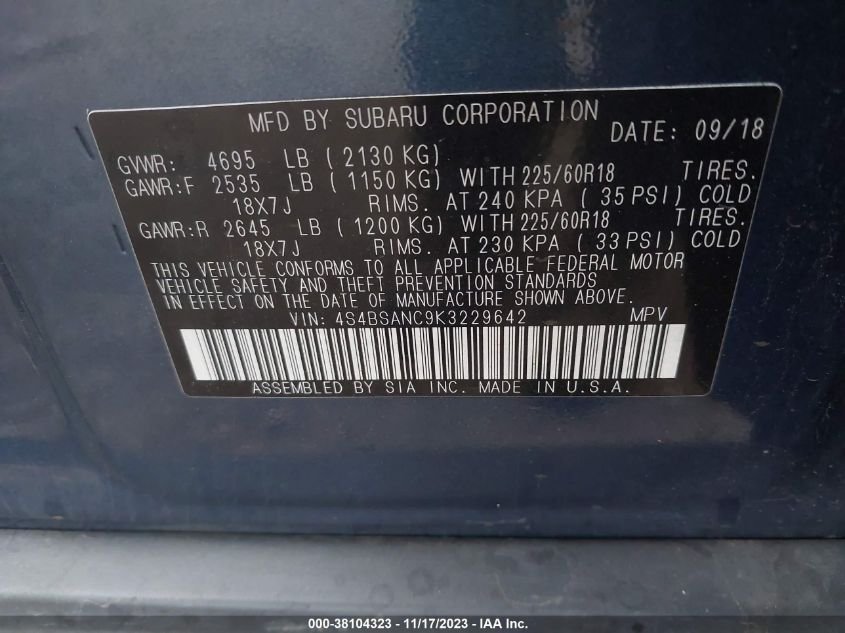 MFD BY SUBARU CORPORATION DATE: 09/18
GVWR: 4695 LB ( 2130 KG)
GAWR:F 2535 LB ( 1150 KG) WITH 225/60R18 TIRES.
18X7J RIMS. AT 240 KPA ( 35 PSI) COLD
GAWR:R 2645 LB ( 1200 KG) WITH 225/60R18 TIRES.
18X7J RIMS. AT 230 KPA ( 33 PSI) COLD
THIS VEHICLE CONFORMS TO ALL APPLICABLE FEDERAL MOTOR
VEHICLE SAFETY AND THEFT PREVENTION STANDARDS
IN EFFECT ON THE DATE OF MANUFACTURE SHOWN ABOVE.
VIN: 4S4BSANC9K3229642 MPV
ASSEMBLED BY SIA INC. MADE IN U.S.A.
000-38104323 - 11/17/2023 - IAA Inc.